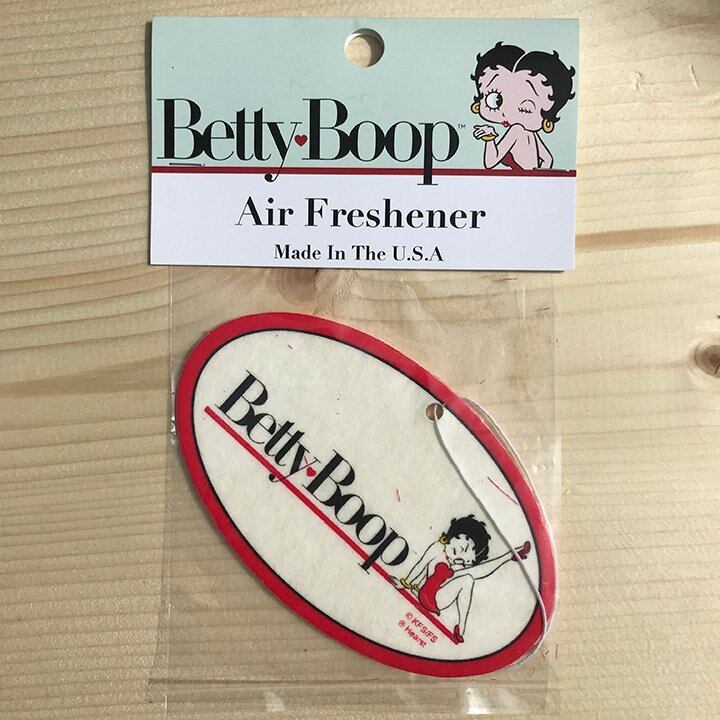 Betty♥Boop™
Air Freshener
Made In The U.S.A
Betty♥Boop
© KFS/FS
® Hearst